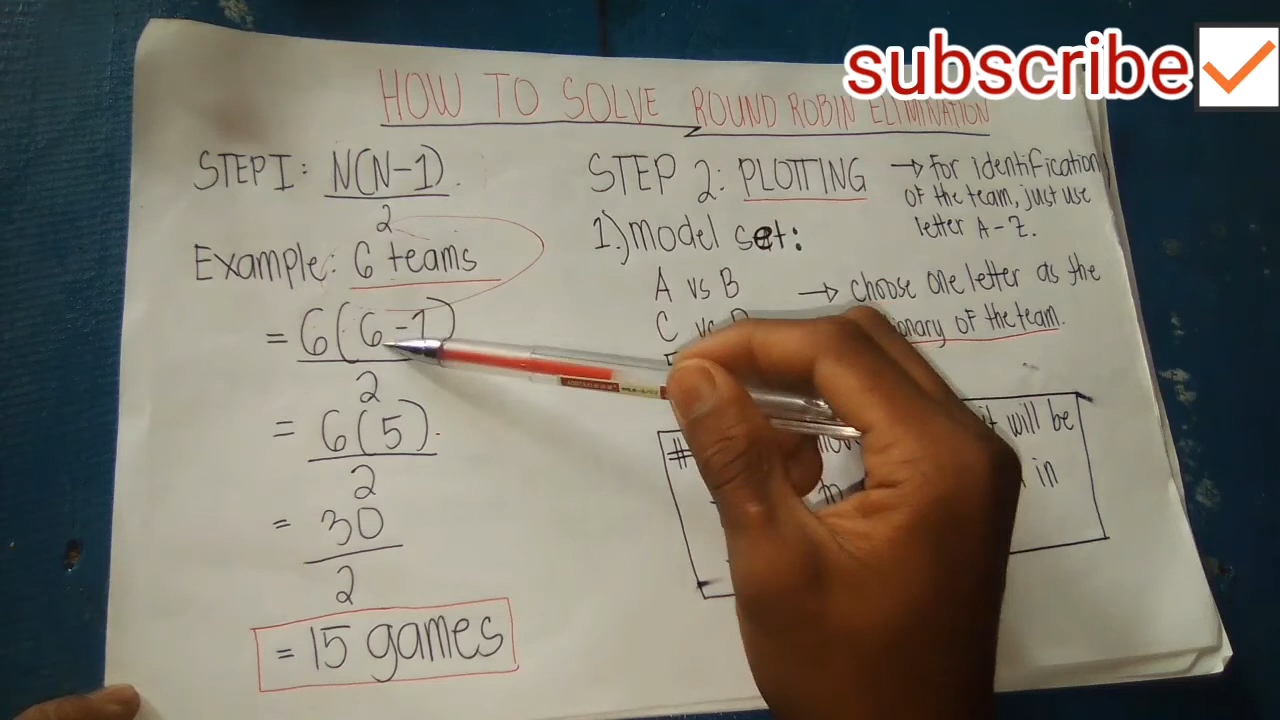 subscribe
HOW TO SOLVE ROUND ROBIN ELIMINATION
STEP I: N(N-1)
2
Example: 6 teams
= 6(6-1)
2
= 6(5)
2
= 30
2
= 15 games
STEP 2: PLOTTING
→ For identification
of the team, just use
letter A-Z.
1.) model set:
A vs B
C vs
→ choose one letter as the
of the team.
#
it will be
in